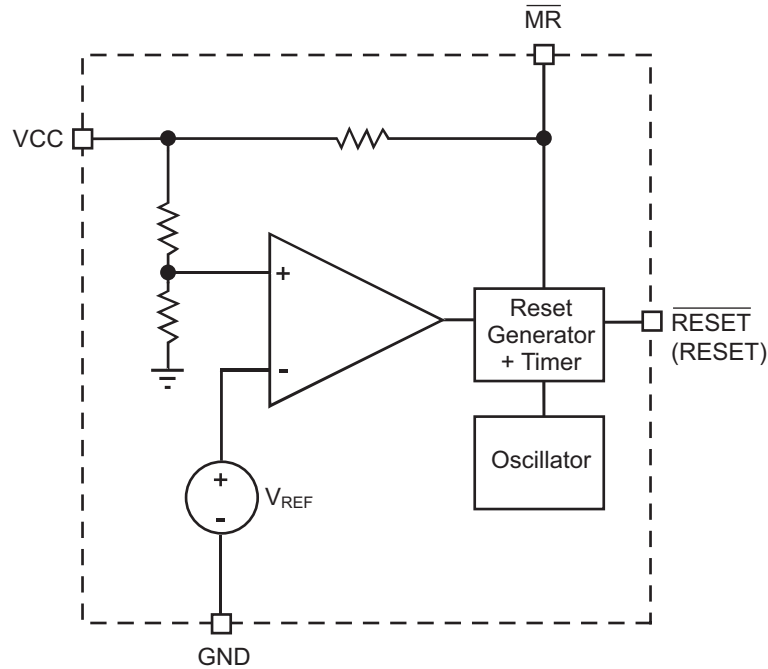 MR
VCC
+
-
Reset
Generator
+ Timer
RESET
(RESET)
Oscillator
+
-
VREF
GND